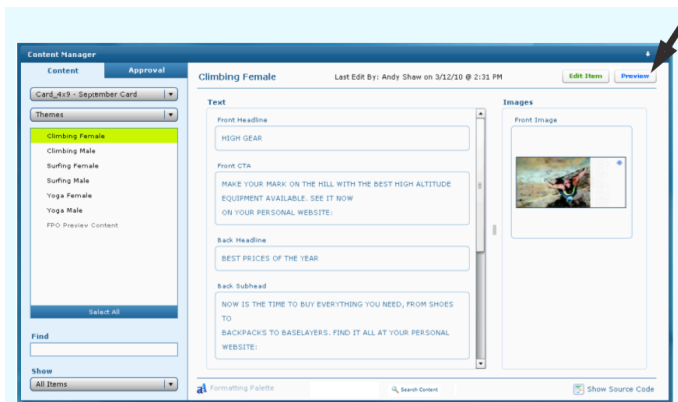 Content Manager
Content
Approval
Card_4x9 - September Card
Themes
Climbing Female
Climbing Male
Surfing Female
Surfing Male
Yoga Female
Yoga Male
FPO Preview Content
Select All
Find
Show
All Items
Climbing Female
Last Edit By: Andy Shaw on 3/12/10 @ 2:31 PM
Edit Item
Preview
Text
Front Headline
HIGH GEAR
Front CTA
MAKE YOUR MARK ON THE HILL WITH THE BEST HIGH ALTITUDE
EQUIPMENT AVAILABLE. SEE IT NOW
ON YOUR PERSONAL WEBSITE:
Back Headline
BEST PRICES OF THE YEAR
Back Subhead
NOW IS THE TIME TO BUY EVERYTHING YOU NEED, FROM SHOES
TO
BACKPACKS TO BASELAYERS. FIND IT ALL AT YOUR PERSONAL
WEBSITE:
Images
Front Image
Formatting Palette
Search Content
Show Source Code